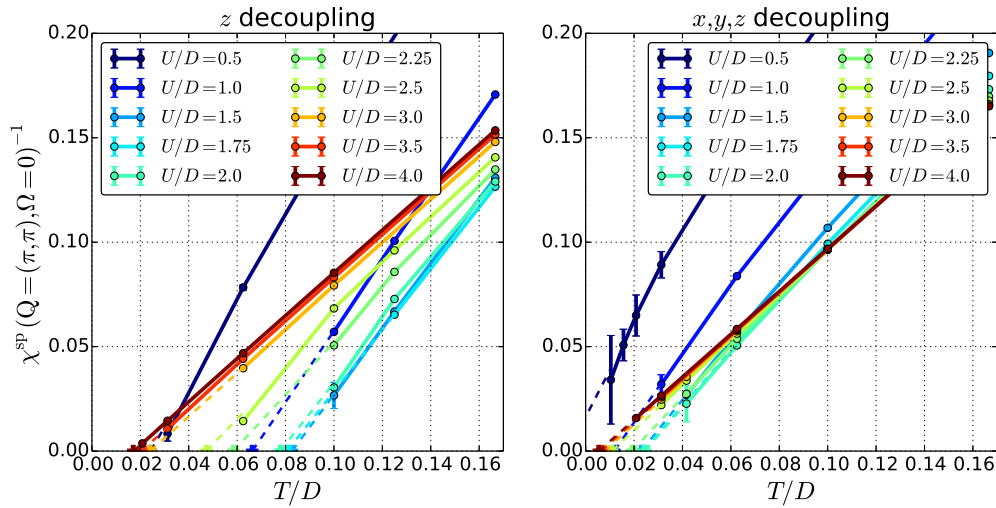 z decoupling
x,y,z decoupling
χ^sp (Q=(π,π),Ω=0)^−1
0.20
0.15
0.10
0.05
0.00
U/D=0.5
U/D=1.0
U/D=1.5
U/D=1.75
U/D=2.0
U/D=2.25
U/D=2.5
U/D=3.0
U/D=3.5
U/D=4.0
0.00 0.02 0.04 0.06 0.08 0.10 0.12 0.14 0.16
T/D
0.20
0.15
0.10
0.05
0.00
U/D=0.5
U/D=1.0
U/D=1.5
U/D=1.75
U/D=2.0
U/D=2.25
U/D=2.5
U/D=3.0
U/D=3.5
U/D=4.0
0.00 0.02 0.04 0.06 0.08 0.10 0.12 0.14 0.16
T/D